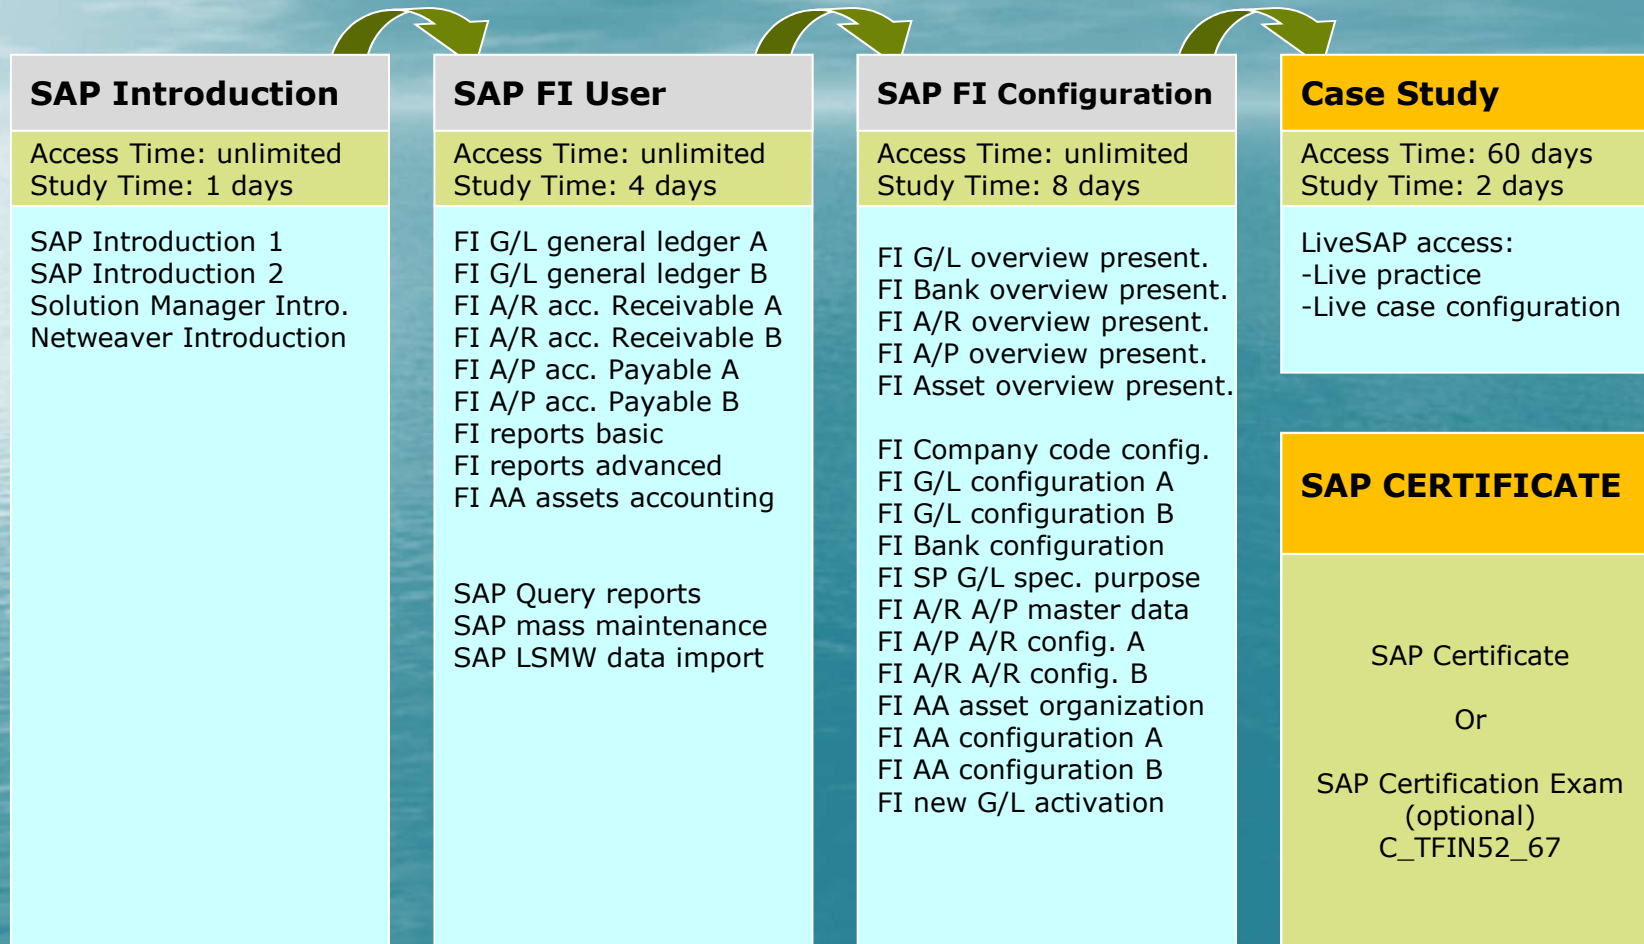 SAP Introduction
Access Time: unlimited
Study Time: 1 days
SAP Introduction 1
SAP Introduction 2
Solution Manager Intro.
Netweaver Introduction
SAP FI User
Access Time: unlimited
Study Time: 4 days
FI G/L general ledger A
FI G/L general ledger B
FI A/R acc. Receivable A
FI A/R acc. Receivable B
FI A/P acc. Payable A
FI A/P acc. Payable B
FI reports basic
FI reports advanced
FI AA assets accounting
SAP Query reports
SAP mass maintenance
SAP LSMW data import
SAP FI Configuration
Access Time: unlimited
Study Time: 8 days
FI G/L overview present.
FI Bank overview present.
FI A/R overview present.
FI A/P overview present.
FI Asset overview present.
FI Company code config.
FI G/L configuration A
FI G/L configuration B
FI Bank configuration
FI SP G/L spec. purpose
FI A/R A/P master data
FI A/P A/R config. A
FI A/R A/R config. B
FI AA asset organization
FI AA configuration A
FI AA configuration B
FI new G/L activation
Case Study
Access Time: 60 days
Study Time: 2 days
LiveSAP access:
-Live practice
-Live case configuration
SAP CERTIFICATE
SAP Certificate
Or
SAP Certification Exam
(optional)
C_TFIN52_67